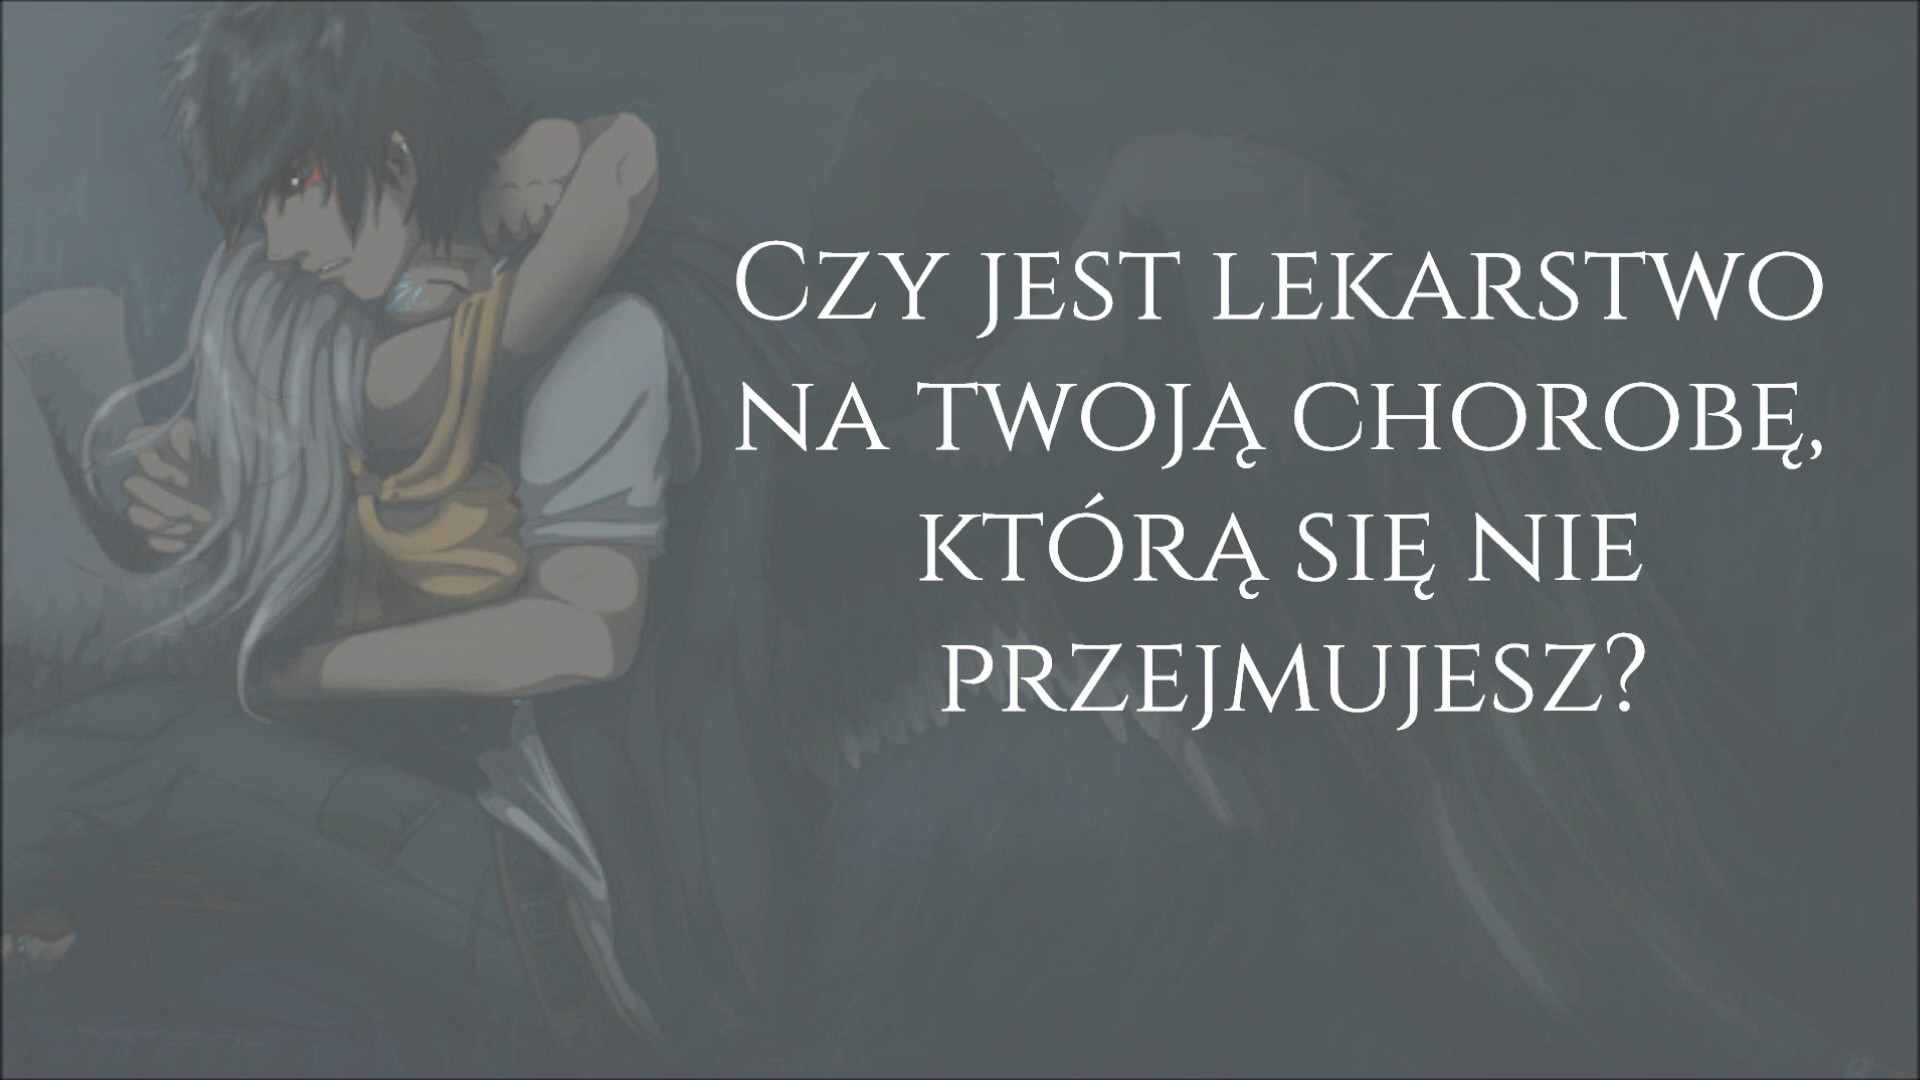 Czy jest lekarstwo
na twoją chorobę,
którą się nie
przejmujesz?